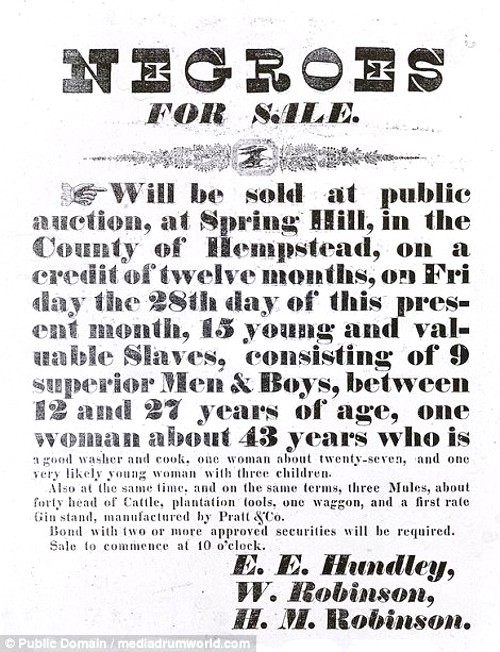 NEGROES
FOR SALE.
Will be sold at public
auction, at Spring Hill, in the
County of Hempstead, on a
credit of twelve months, on Fri
day the 28th day of this pres-
ent month, 15 young and val-
uable Slaves, consisting of 9
superior Men & Boys, between
12 and 27 years of age, one
woman about 43 years who is
a good washer and cook, one woman about twenty-seven, and one
very likely young woman with three children.
Also at the same time, and on the same terms, three Mules, about
forty head of Cattle, plantation tools, one waggon, and a first rate
Gin stand, manufactured by Pratt & Co.
Bond with two or more approved securities will be required.
Sale to commence at 10 o'clock.
E. E. Hundley,
W. Robinson,
H. M. Robinson.
© Public Domain / mediadrumworld.com